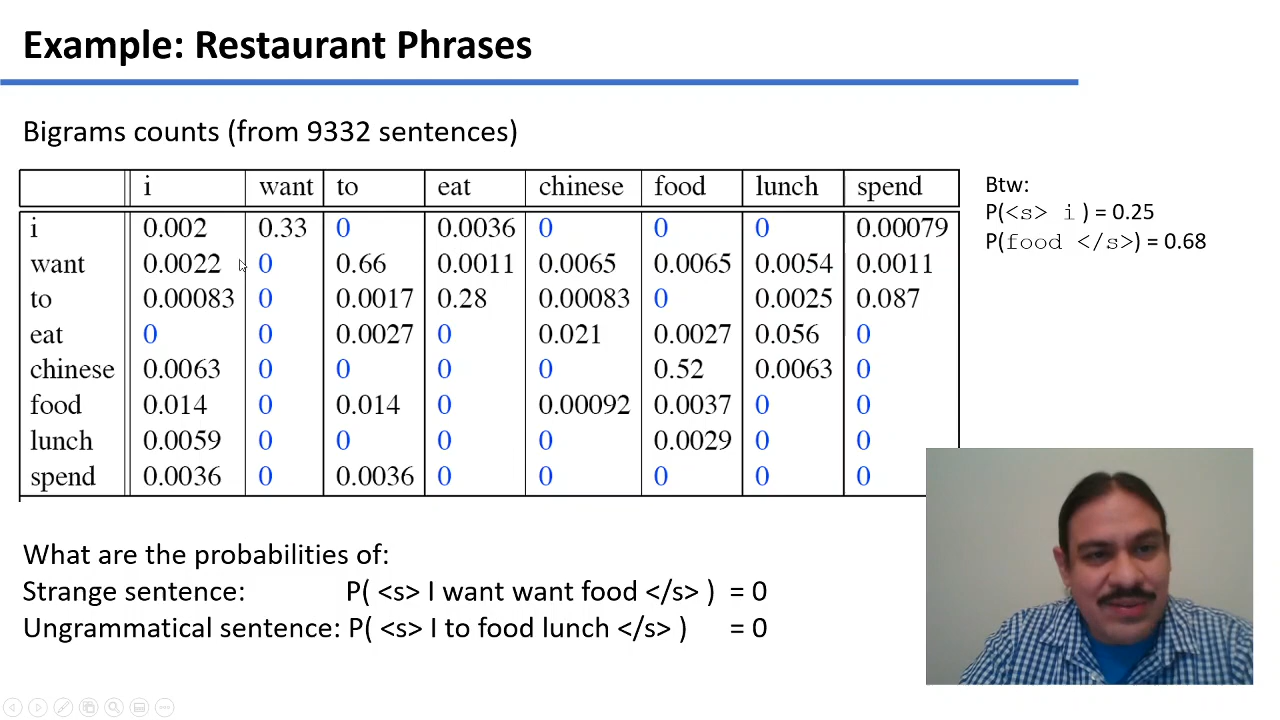 Example: Restaurant Phrases
Bigrams counts (from 9332 sentences)
i want to eat chinese food lunch spend
i 0.002 0.33 0 0.0036 0 0 0 0.00079
want 0.0022 0 0.66 0.0011 0.0065 0.0065 0.0054 0.0011
to 0.00083 0 0.0017 0.28 0.00083 0 0.0025 0.087
eat 0 0 0.0027 0 0.021 0.0027 0.056 0
chinese 0.0063 0 0 0 0 0.52 0.0063 0
food 0.014 0 0.014 0 0.00092 0.0037 0 0
lunch 0.0059 0 0 0 0 0.0029 0 0
spend 0.0036 0 0.0036 0 0 0 0 0
Btw:
P(<s> i ) = 0.25
P(food </s>) = 0.68
What are the probabilities of:
Strange sentence: P( <s> I want want food </s> ) = 0
Ungrammatical sentence: P( <s> I to food lunch </s> ) = 0